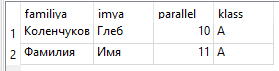 familiya imya parallel klass
1 Коленчуков Глеб 10 А
2 Фамилия Имя 11 А